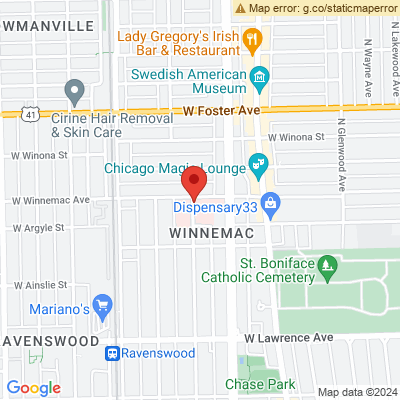 Map error: g.co/staticmaperror
OWMANVILLE
Lady Gregory's Irish
Bar & Restaurant
N Lakewood Ave
N Wayne Ave
Swedish American
Museum
41
W Foster Ave
Cirine Hair Removal
& Skin Care
W Winona St
N Glenwood Ave
W Winona St
Chicago Magic Lounge
W Winnemac Ave
Dispensary33
W Argyle St
WINNEMAC
St. Boniface
Catholic Cemetery
W Ainslie St
Mariano's
RAVENSWOOD
W Lawrence Ave
Ravenswood
Chase Park
Google
Map data ©2024